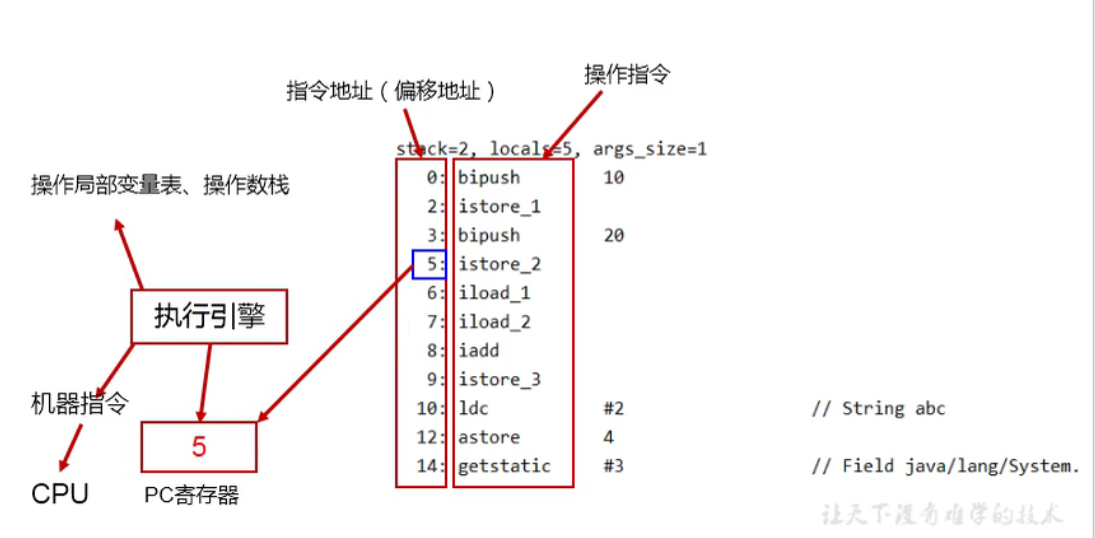 操作指令
指令地址（偏移地址）
stack=2, locals=5, args_size=1
0: bipush 10
2: istore_1
3: bipush 20
5: istore_2
6: iload_1
7: iload_2
8: iadd
9: istore_3
10: ldc #2 // String abc
12: astore 4
14: getstatic #3 // Field java/lang/System.
操作局部变量表、操作数栈
执行引擎
机器指令
5
CPU
PC寄存器
让天下没有难学的技术